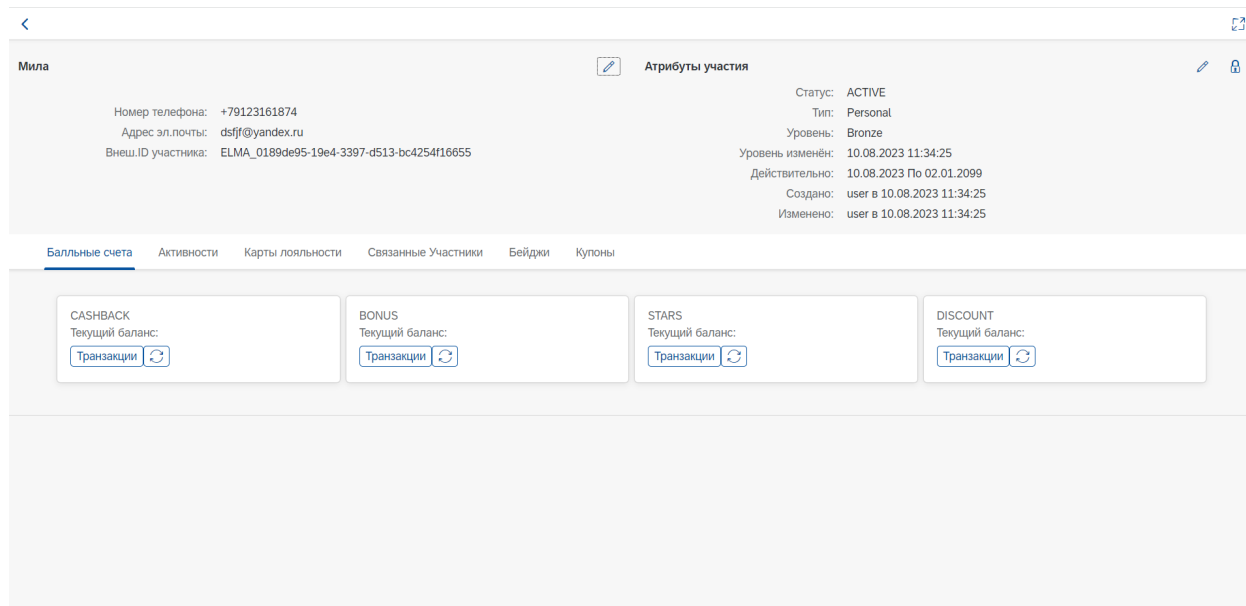 Мила
Номер телефона: +79123161874
Адрес эл.почты: dsfjf@yandex.ru
Внеш.ID участника: ELMA_0189de95-19e4-3397-d513-bc4254f16655
Атрибуты участия
Статус: ACTIVE
Тип: Personal
Уровень: Bronze
Уровень изменён: 10.08.2023 11:34:25
Действительно: 10.08.2023 По 02.01.2099
Создано: user в 10.08.2023 11:34:25
Изменено: user в 10.08.2023 11:34:25
Балльные счета Активности Карты лояльности Связанные Участники Бейджи Купоны
CASHBACK
Текущий баланс:
Транзакции
BONUS
Текущий баланс:
Транзакции
STARS
Текущий баланс:
Транзакции
DISCOUNT
Текущий баланс:
Транзакции